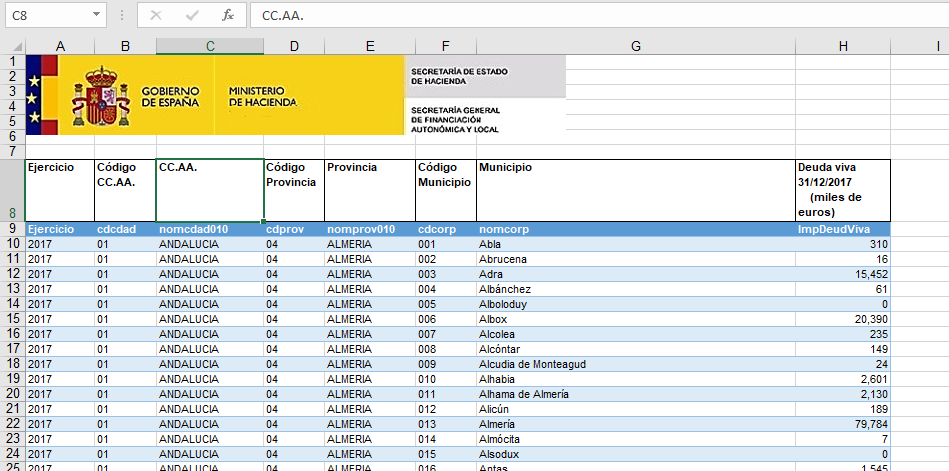 C8 fx CC.AA.
A B C D E F G H I
1
2
3
4
5
6
7
GOBIERNO
DE ESPAÑA
MINISTERIO
DE HACIENDA
SECRETARÍA DE ESTADO
DE HACIENDA
SECRETARÍA GENERAL
DE FINANCIACIÓN
AUTONÓMICA Y LOCAL
8
Ejercicio
Código
CC.AA.
CC.AA.
Código
Provincia
Provincia
Código
Municipio
Municipio
Deuda viva
31/12/2017
(miles de
euros)
9 Ejercicio cdcdad nomcdad010 cdprov nomprov010 cdcorp nomcorp ImpDeudViva
10 2017 01 ANDALUCIA 04 ALMERIA 001 Abla 310
11 2017 01 ANDALUCIA 04 ALMERIA 002 Abrucena 16
12 2017 01 ANDALUCIA 04 ALMERIA 003 Adra 15,452
13 2017 01 ANDALUCIA 04 ALMERIA 004 Albánchez 61
14 2017 01 ANDALUCIA 04 ALMERIA 005 Alboloduy 0
15 2017 01 ANDALUCIA 04 ALMERIA 006 Albox 20,390
16 2017 01 ANDALUCIA 04 ALMERIA 007 Alcolea 235
17 2017 01 ANDALUCIA 04 ALMERIA 008 Alcóntar 149
18 2017 01 ANDALUCIA 04 ALMERIA 009 Alcudia de Monteagud 24
19 2017 01 ANDALUCIA 04 ALMERIA 010 Alhabia 2,601
20 2017 01 ANDALUCIA 04 ALMERIA 011 Alhama de Almería 2,130
21 2017 01 ANDALUCIA 04 ALMERIA 012 Alicún 189
22 2017 01 ANDALUCIA 04 ALMERIA 013 Almería 79,784
23 2017 01 ANDALUCIA 04 ALMERIA 014 Almócita 7
24 2017 01 ANDALUCIA 04 ALMERIA 015 Alsodux 0
25 2017 01 ANDALUCIA 04 ALMERIA 016 Antas 1,545